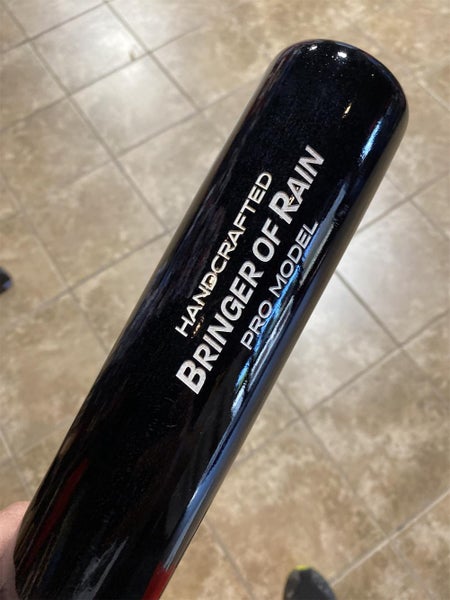 HANDCRAFTED
BRINGER OF RAIN
PRO MODEL